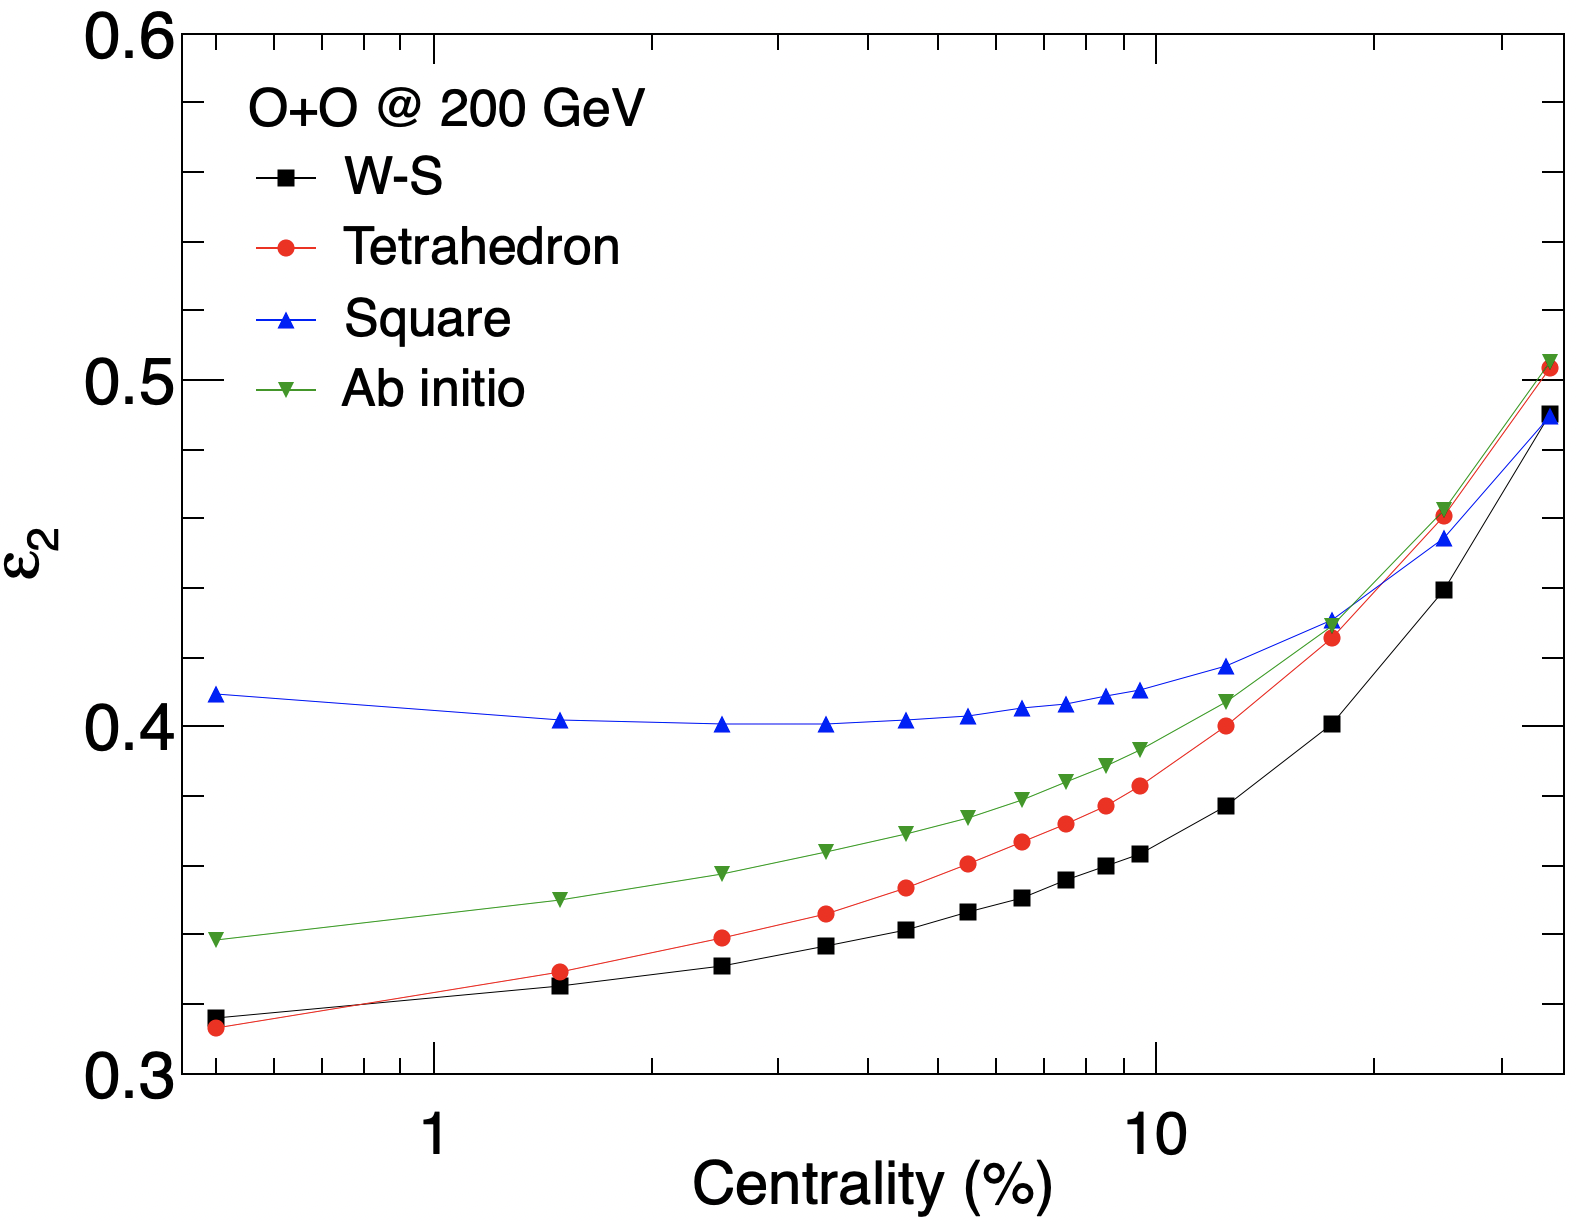 0.6
O+O @ 200 GeV
W-S
Tetrahedron
Square
Ab initio
0.5
0.4
0.3
ε2
1
10
Centrality (%)